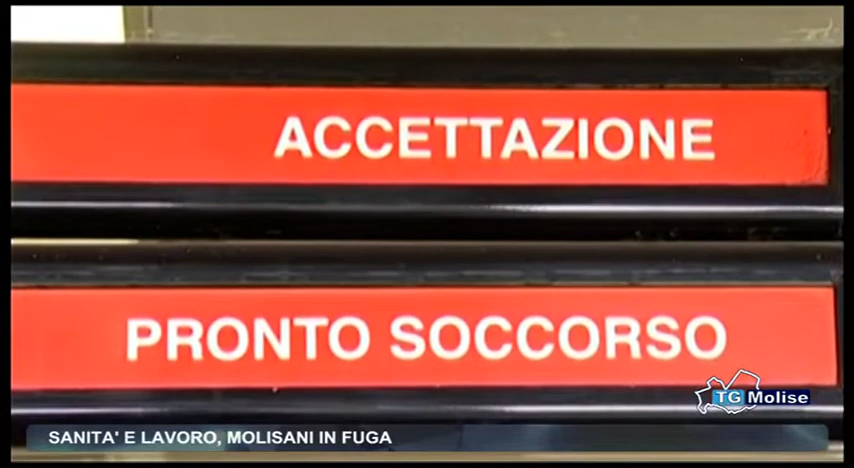 ACCETTAZIONE
PRONTO SOCCORSO
TG Molise
SANITA' E LAVORO, MOLISANI IN FUGA